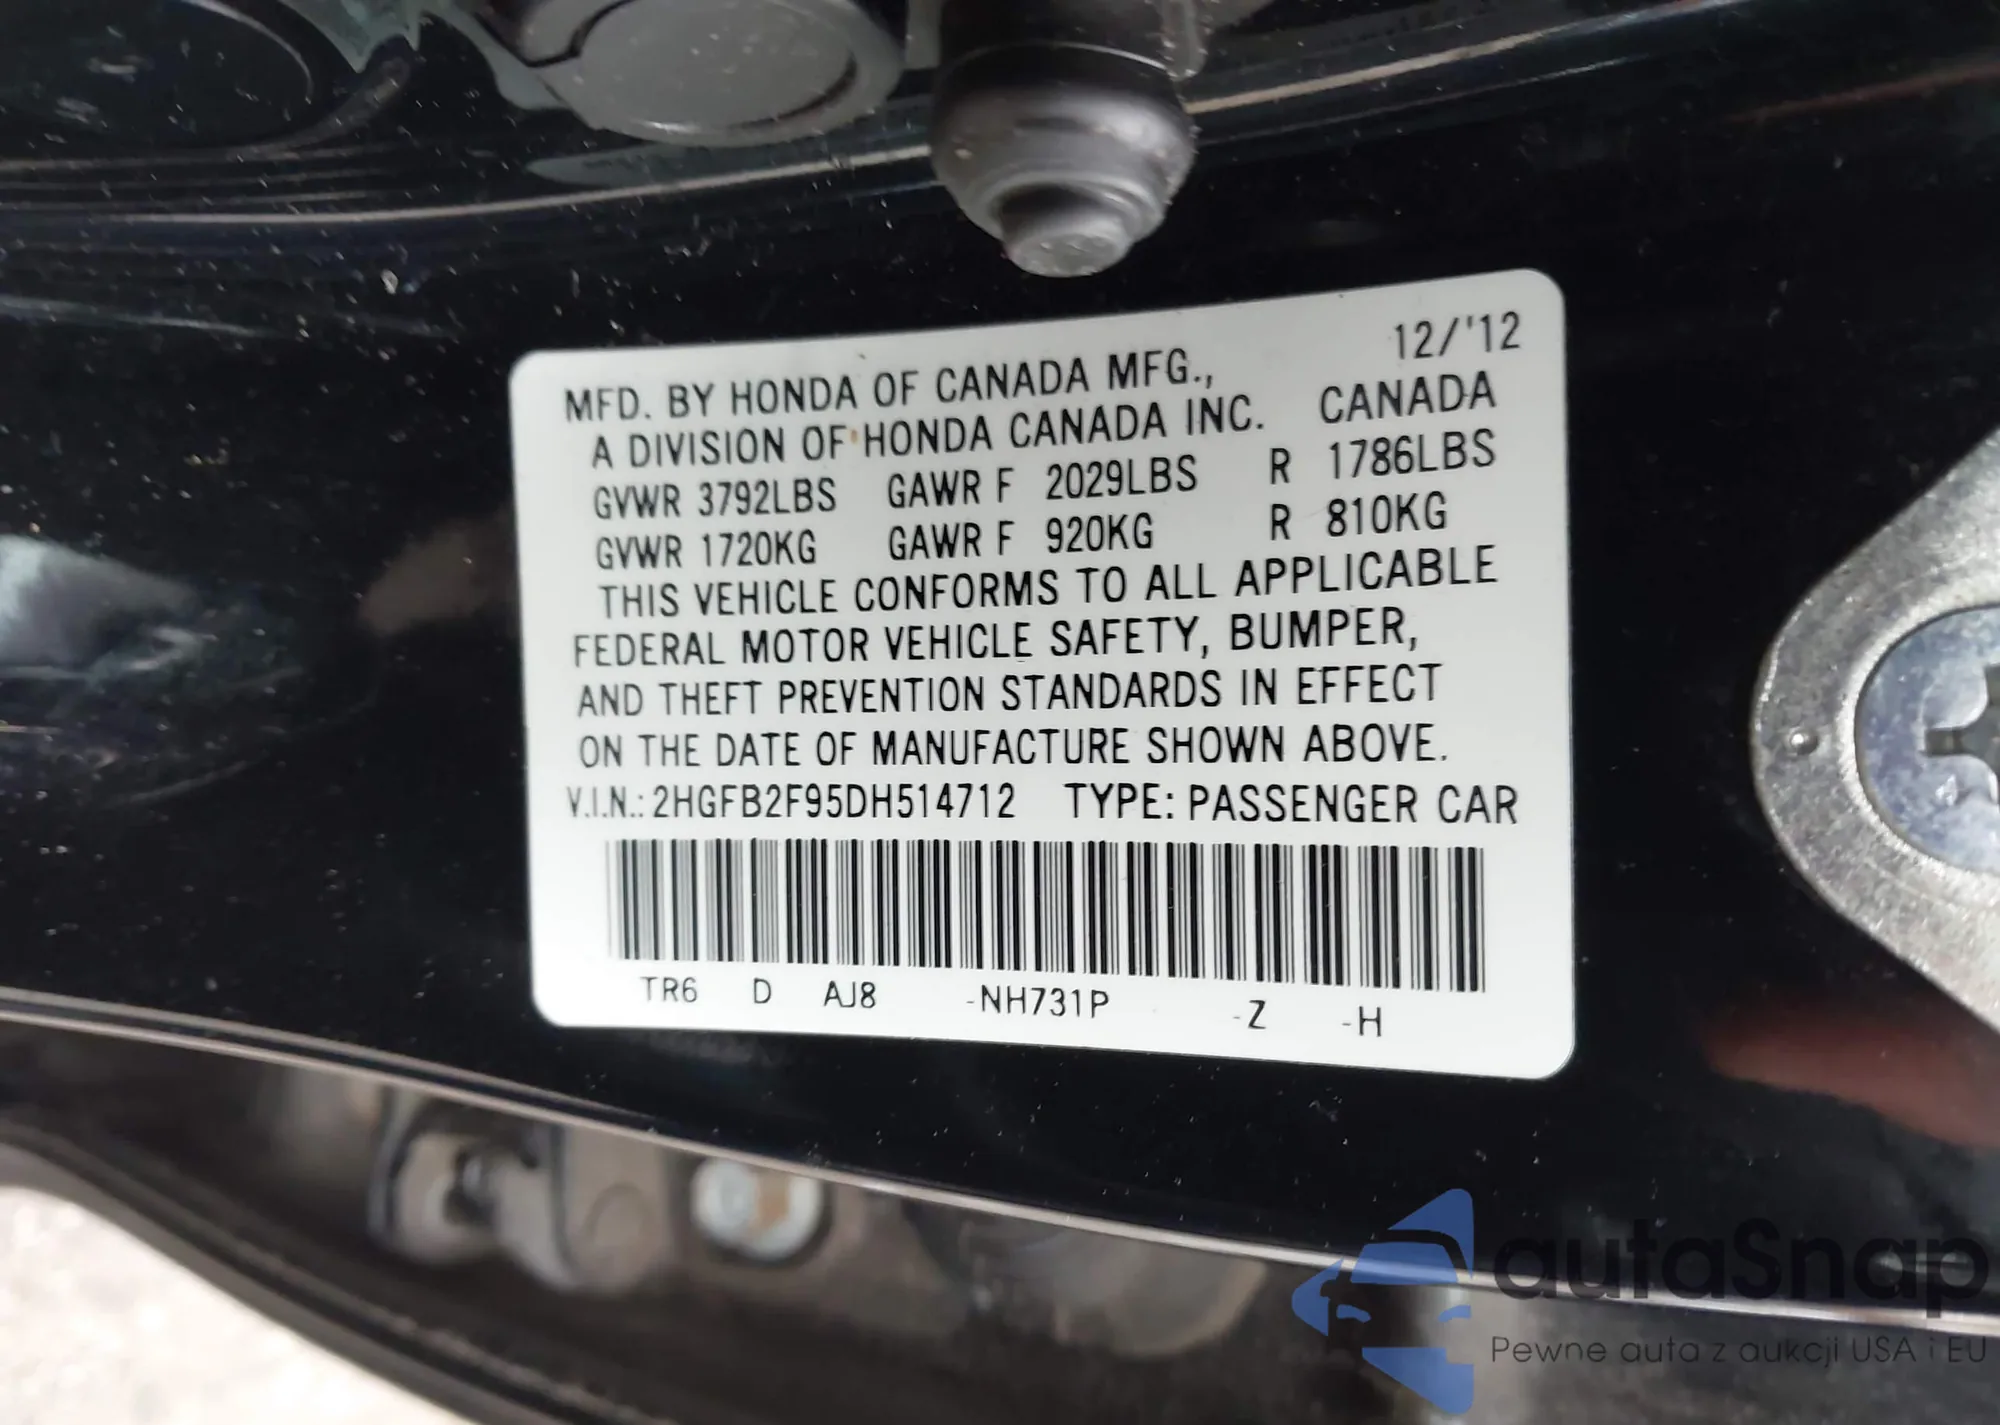 12/'12
MFD. BY HONDA OF CANADA MFG.,
A DIVISION OF HONDA CANADA INC. CANADA
GVWR 3792LBS GAWR F 2029LBS R 1786LBS
GVWR 1720KG GAWR F 920KG R 810KG
THIS VEHICLE CONFORMS TO ALL APPLICABLE
FEDERAL MOTOR VEHICLE SAFETY, BUMPER,
AND THEFT PREVENTION STANDARDS IN EFFECT
ON THE DATE OF MANUFACTURE SHOWN ABOVE.
V.I.N.: 2HGFB2F95DH514712 TYPE: PASSENGER CAR
TR6 D AJ8 -NH731P -Z -H
autaSnap
Pewne auta z aukcji USA i EU